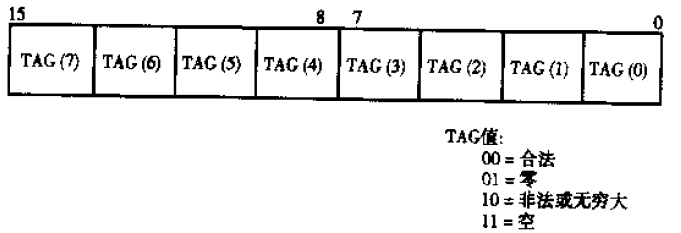 15 8 7 0
TAG (7) TAG (6) TAG (5) TAG (4) TAG (3) TAG (2) TAG (1) TAG (0)
TAG值:
00 = 合法
01 = 零
10 = 非法或无穷大
11 = 空